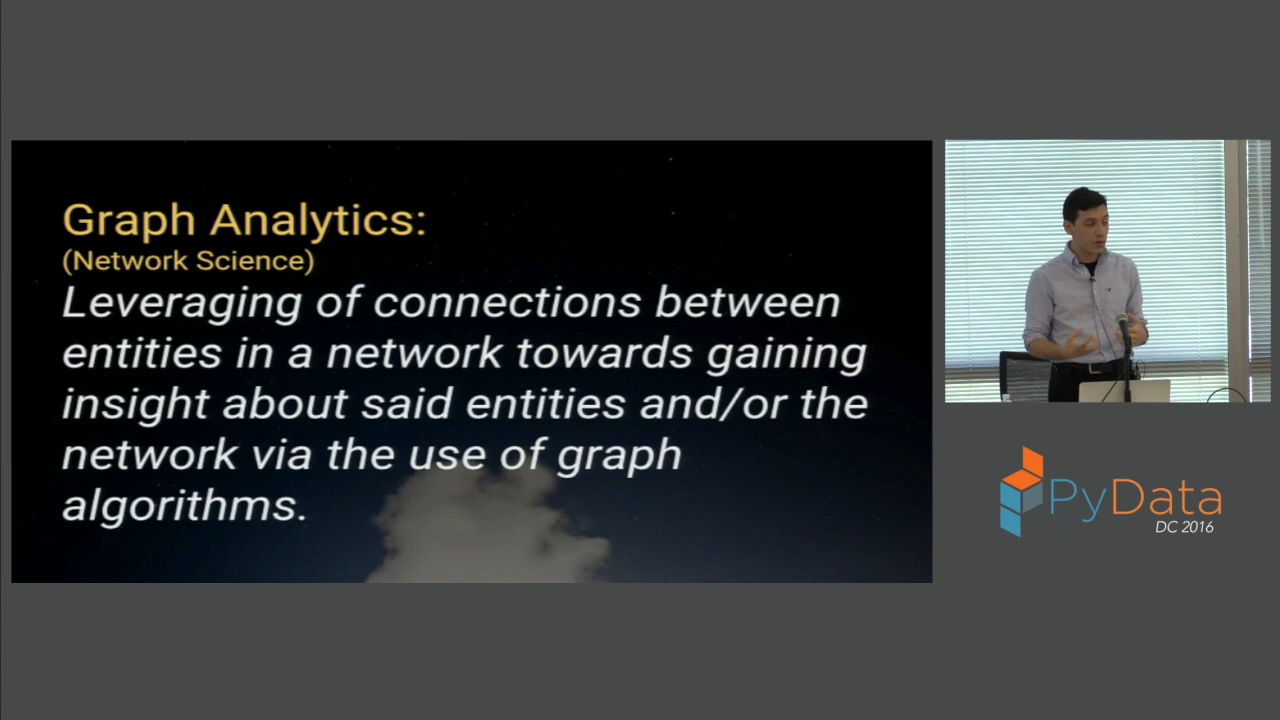 Graph Analytics:
(Network Science)
Leveraging of connections between
entities in a network towards gaining
insight about said entities and/or the
network via the use of graph
algorithms.
PyData
DC 2016